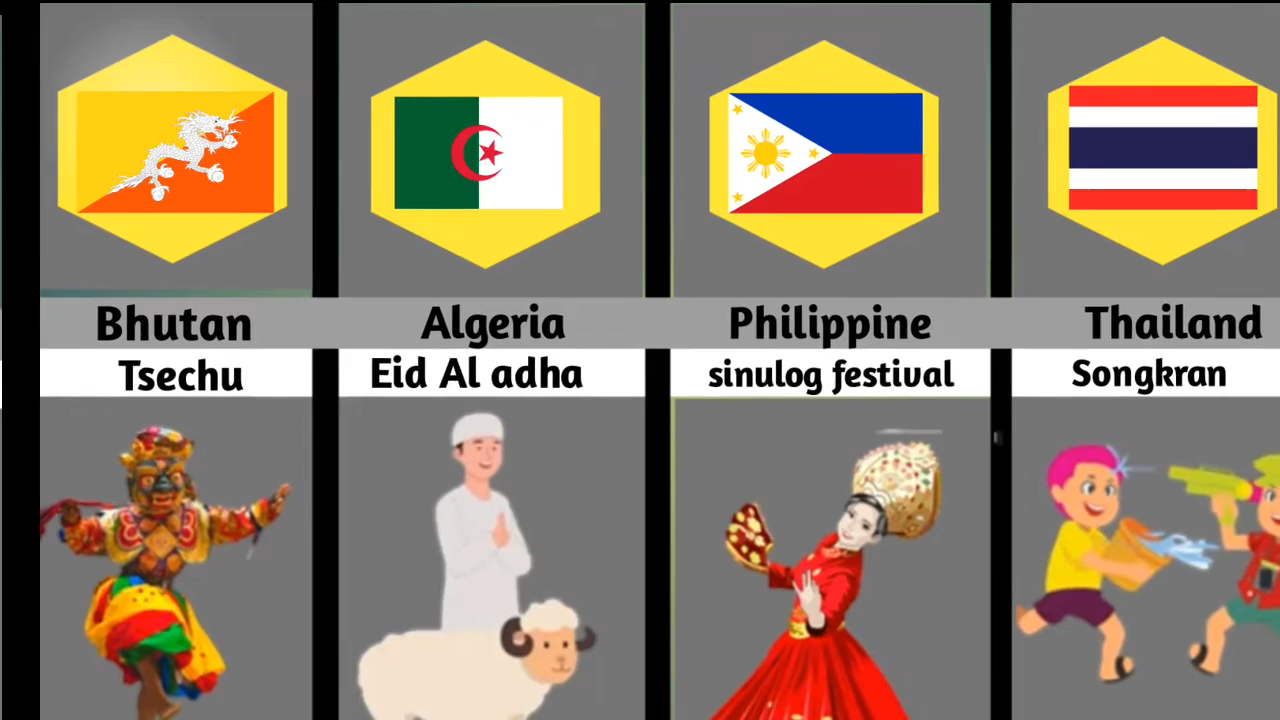 Bhutan
Tsechu
Algeria
Eid Al adha
Philippine
sinulog festival
Thailand
Songkran